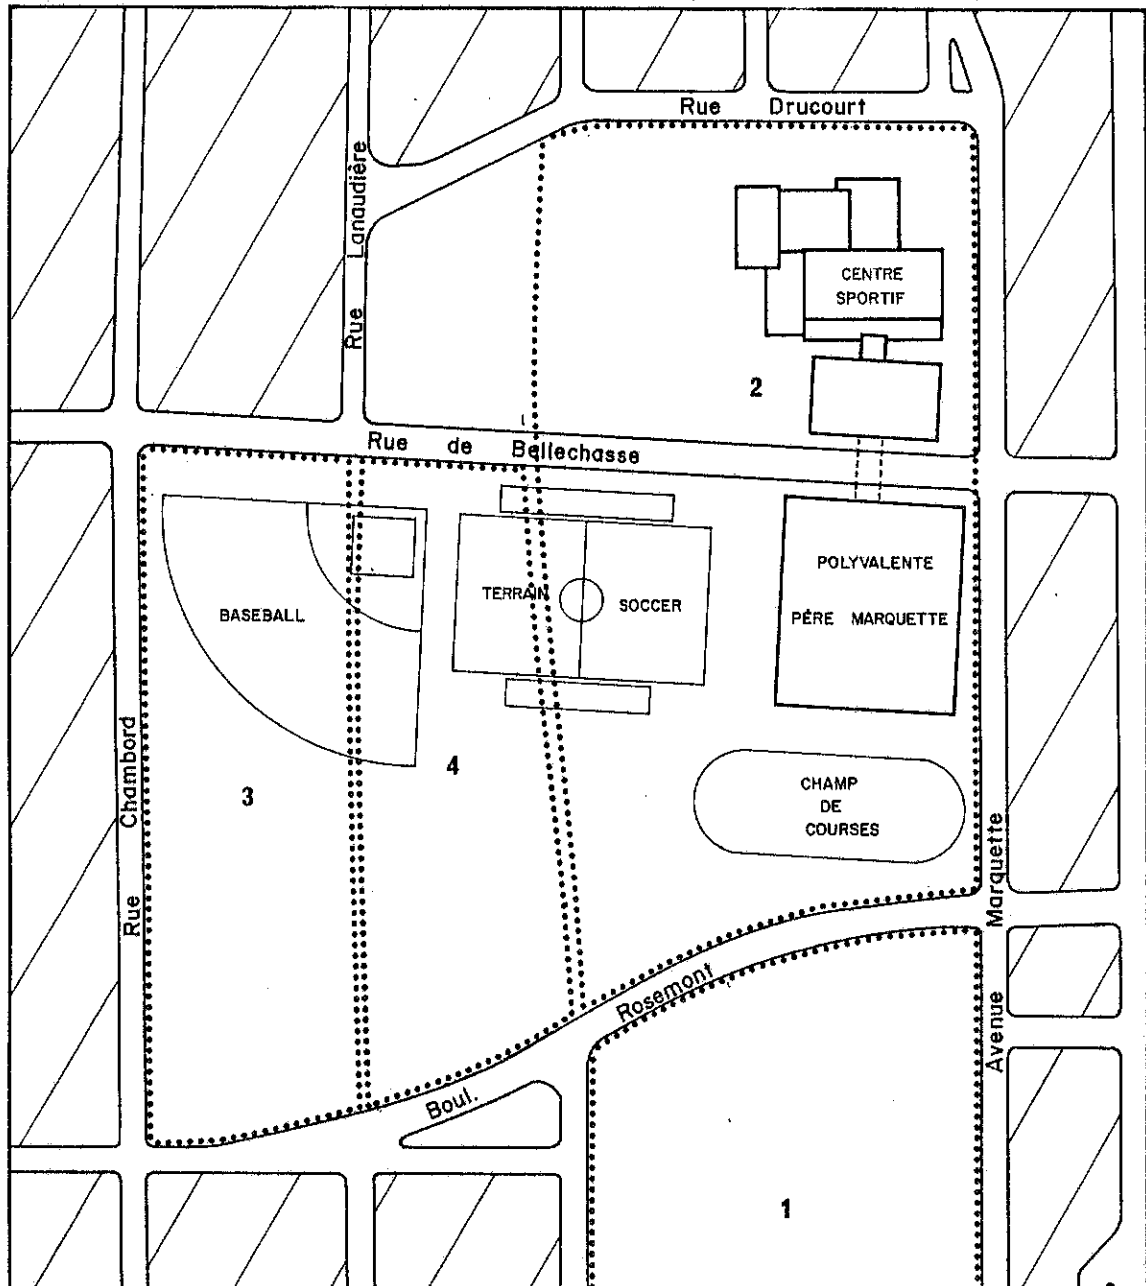 Rue Drucourt
Rue Lanaudière
CENTRE
SPORTIF
2
Rue de Bellechasse
TERRAIN SOCCER
BASEBALL
POLYVALENTE
PÈRE MARQUETTE
4
3
CHAMP
DE
COURSES
Rue Chambord
Avenue Marquette
Boul. Rosemont
1